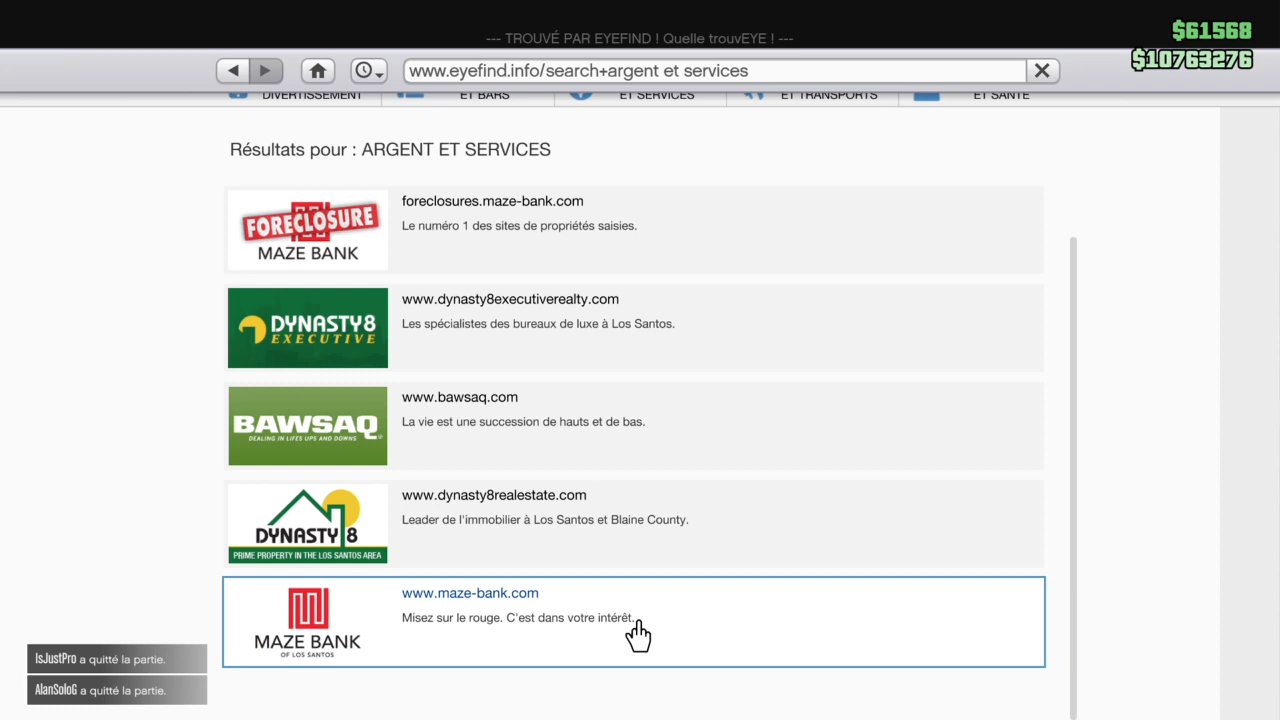 --- TROUVÉ PAR EYEFIND ! Quelle trouvEYE ! ---
$61568
$10763276
www.eyefind.info/search+argent et services
DIVERTISSEMENT
ET BARS
ET SERVICES
ET TRANSPORTS
ET SANTÉ
Résultats pour : ARGENT ET SERVICES
FORECLOSURE
MAZE BANK
foreclosures.maze-bank.com
Le numéro 1 des sites de propriétés saisies.
DYNASTY8
EXECUTIVE
www.dynasty8executiverealty.com
Les spécialistes des bureaux de luxe à Los Santos.
BAWSAQ
DEALING IN LIFES UPS AND DOWNS
www.bawsaq.com
La vie est une succession de hauts et de bas.
DYNASTY 8
PRIME PROPERTY IN THE LOS SANTOS AREA
www.dynasty8realestate.com
Leader de l'immobilier à Los Santos et Blaine County.
MAZE BANK
OF LOS SANTOS
www.maze-bank.com
Misez sur le rouge. C'est dans votre intérêt.
IsJustPro a quitté la partie.
AlanSoloG a quitté la partie.